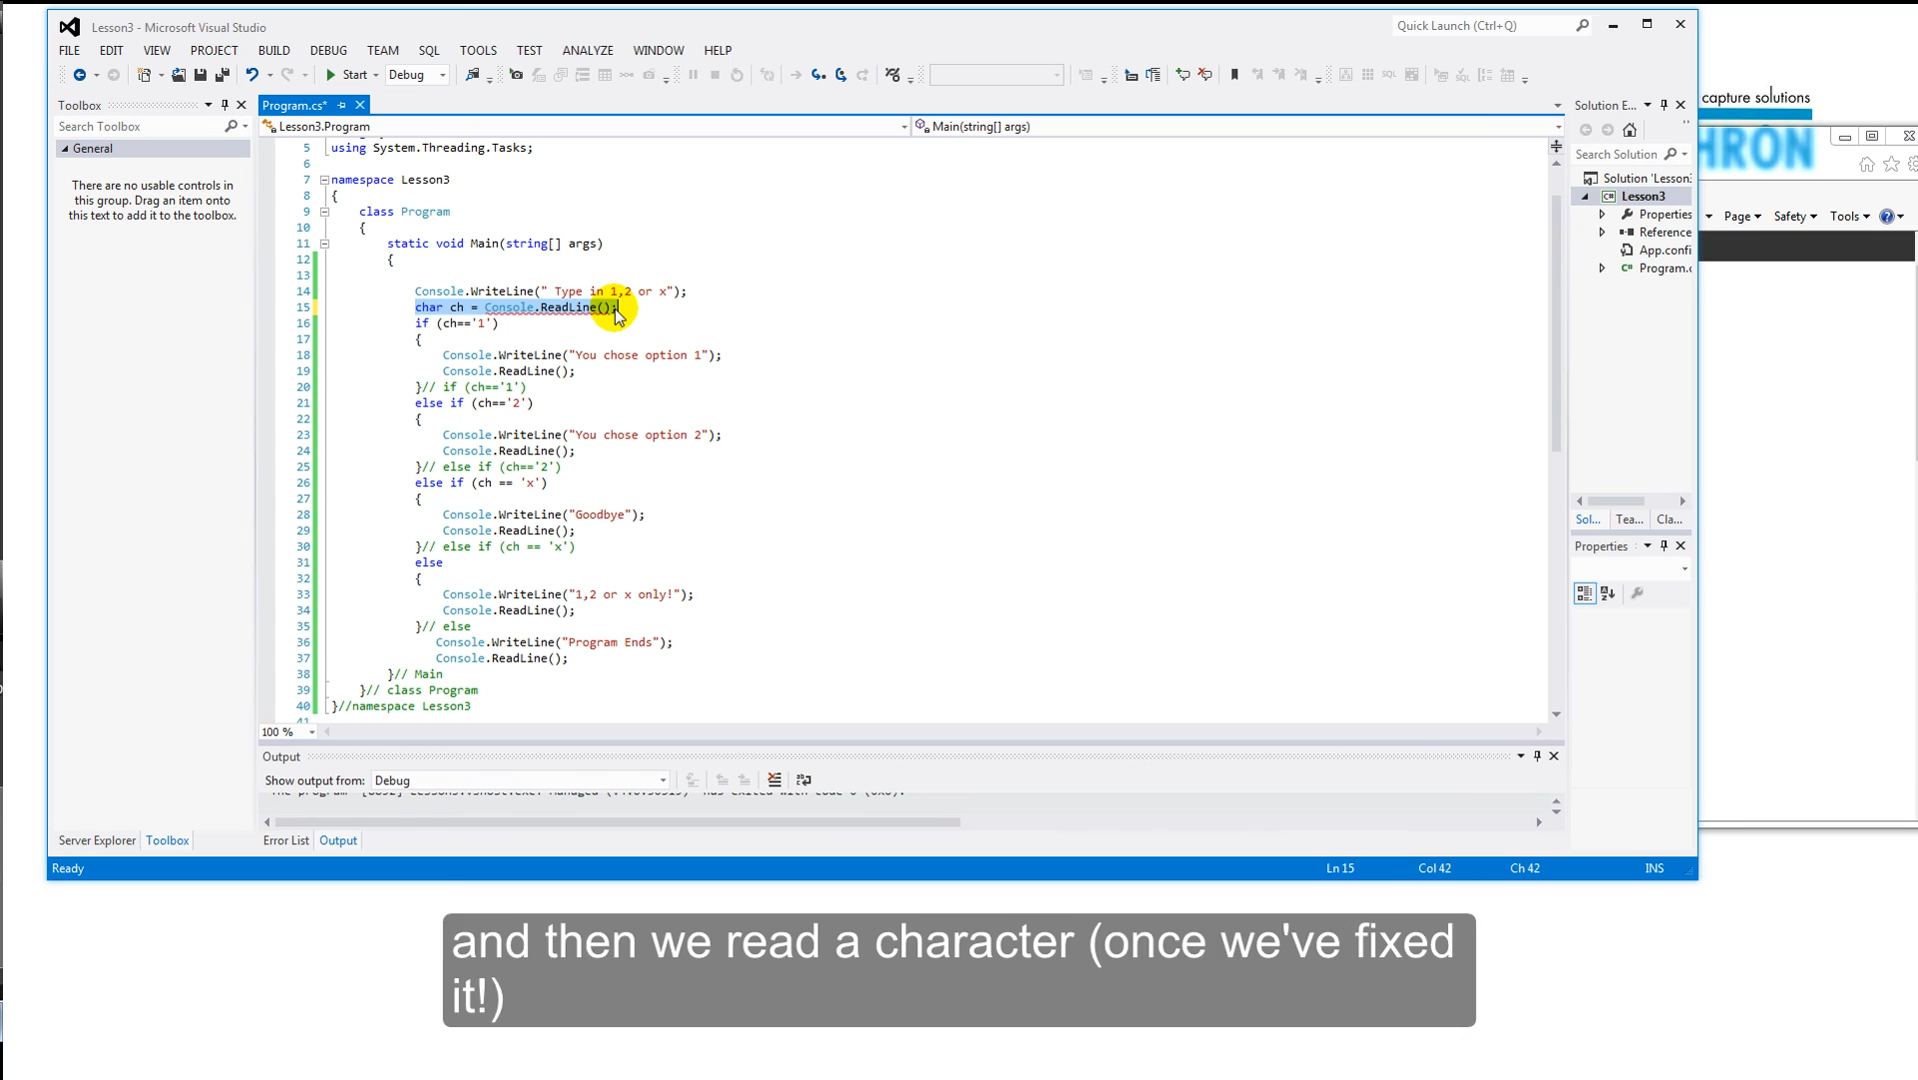 Lesson3 - Microsoft Visual Studio
Quick Launch (Ctrl+Q)
FILE EDIT VIEW PROJECT BUILD DEBUG TEAM SQL TOOLS TEST ANALYZE WINDOW HELP
Start Debug
capture solutions
Toolbox
Program.cs*
Solution E...
Search Toolbox
Lesson3.Program
Main(string[] args)
General
There are no usable controls in
this group. Drag an item onto
this text to add it to the toolbox.
5 using System.Threading.Tasks;
6
7 namespace Lesson3
8 {
9 class Program
10 {
11 static void Main(string[] args)
12 {
13
14 Console.WriteLine(" Type in 1,2 or x");
15 char ch = Console.ReadLine();
16 if (ch=='1')
17 {
18 Console.WriteLine("You chose option 1");
19 Console.ReadLine();
20 }// if (ch=='1')
21 else if (ch=='2')
22 {
23 Console.WriteLine("You chose option 2");
24 Console.ReadLine();
25 }// else if (ch=='2')
26 else if (ch == 'x')
27 {
28 Console.WriteLine("Goodbye");
29 Console.ReadLine();
30 }// else if (ch == 'x')
31 else
32 {
33 Console.WriteLine("1,2 or x only!");
34 Console.ReadLine();
35 }// else
36 Console.WriteLine("Program Ends");
37 Console.ReadLine();
38 }// Main
39 }// class Program
40 }//namespace Lesson3
41
100 %
Search Solution
Solution 'Lesson
Lesson3
Properties
Reference
App.confi
Program.c
HRON
Page Safety Tools
Sol... Tea... Cla...
Properties
Output
Show output from: Debug
Server Explorer Toolbox
Error List Output
Ready
Ln 15 Col 42 Ch 42 INS
and then we read a character (once we've fixed
it!)